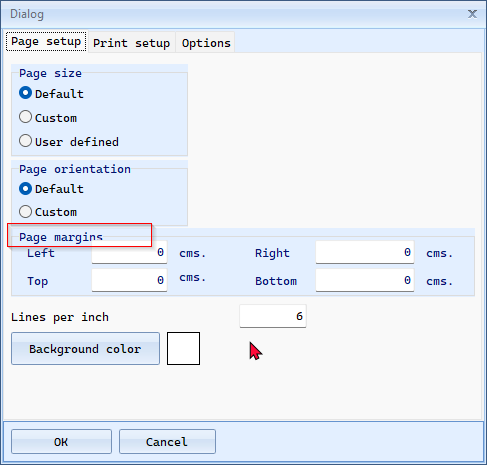 Dialog
Page setup Print setup Options
Page size
Default
Custom
User defined
Page orientation
Default
Custom
Page margins
Left 0 cms. Right 0 cms.
Top 0 cms. Bottom 0 cms.
Lines per inch 6
Background color
OK Cancel